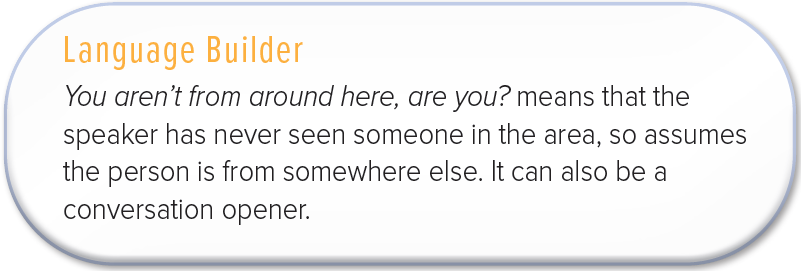 Language Builder
You aren’t from around here, are you? means that the
speaker has never seen someone in the area, so assumes
the person is from somewhere else. It can also be a
conversation opener.